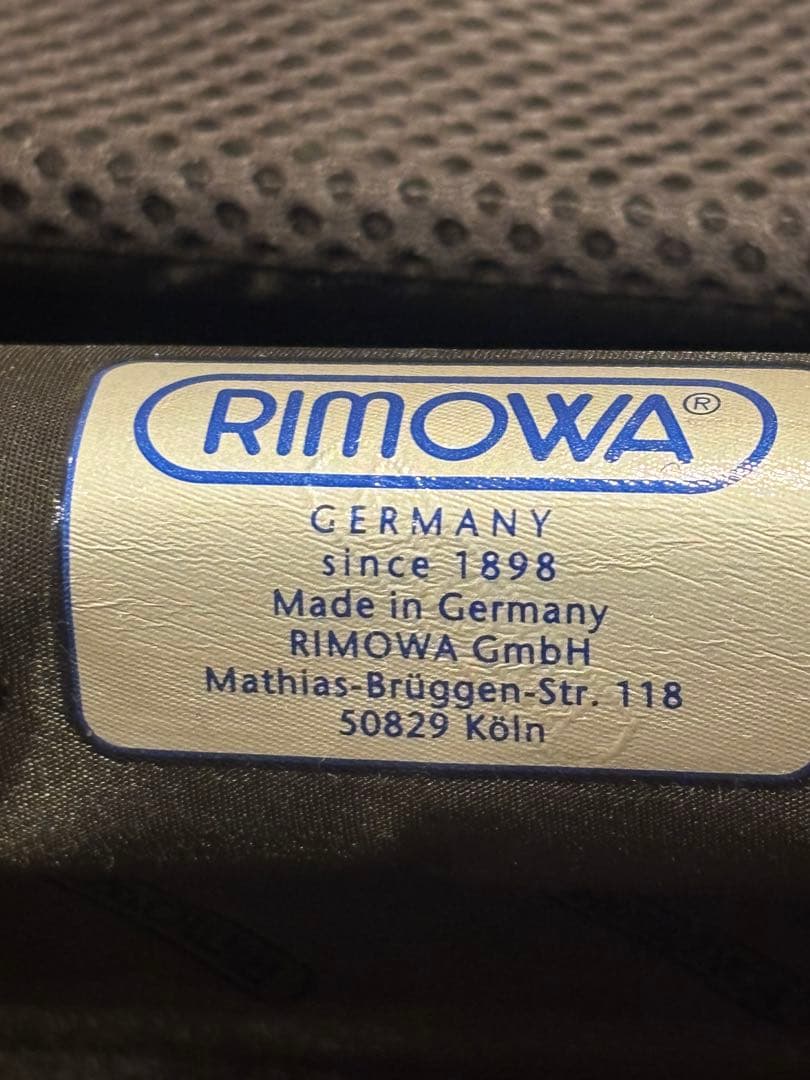 RIMOWA®
GERMANY
since 1898
Made in Germany
RIMOWA GmbH
Mathias-Brüggen-Str. 118
50829 Köln